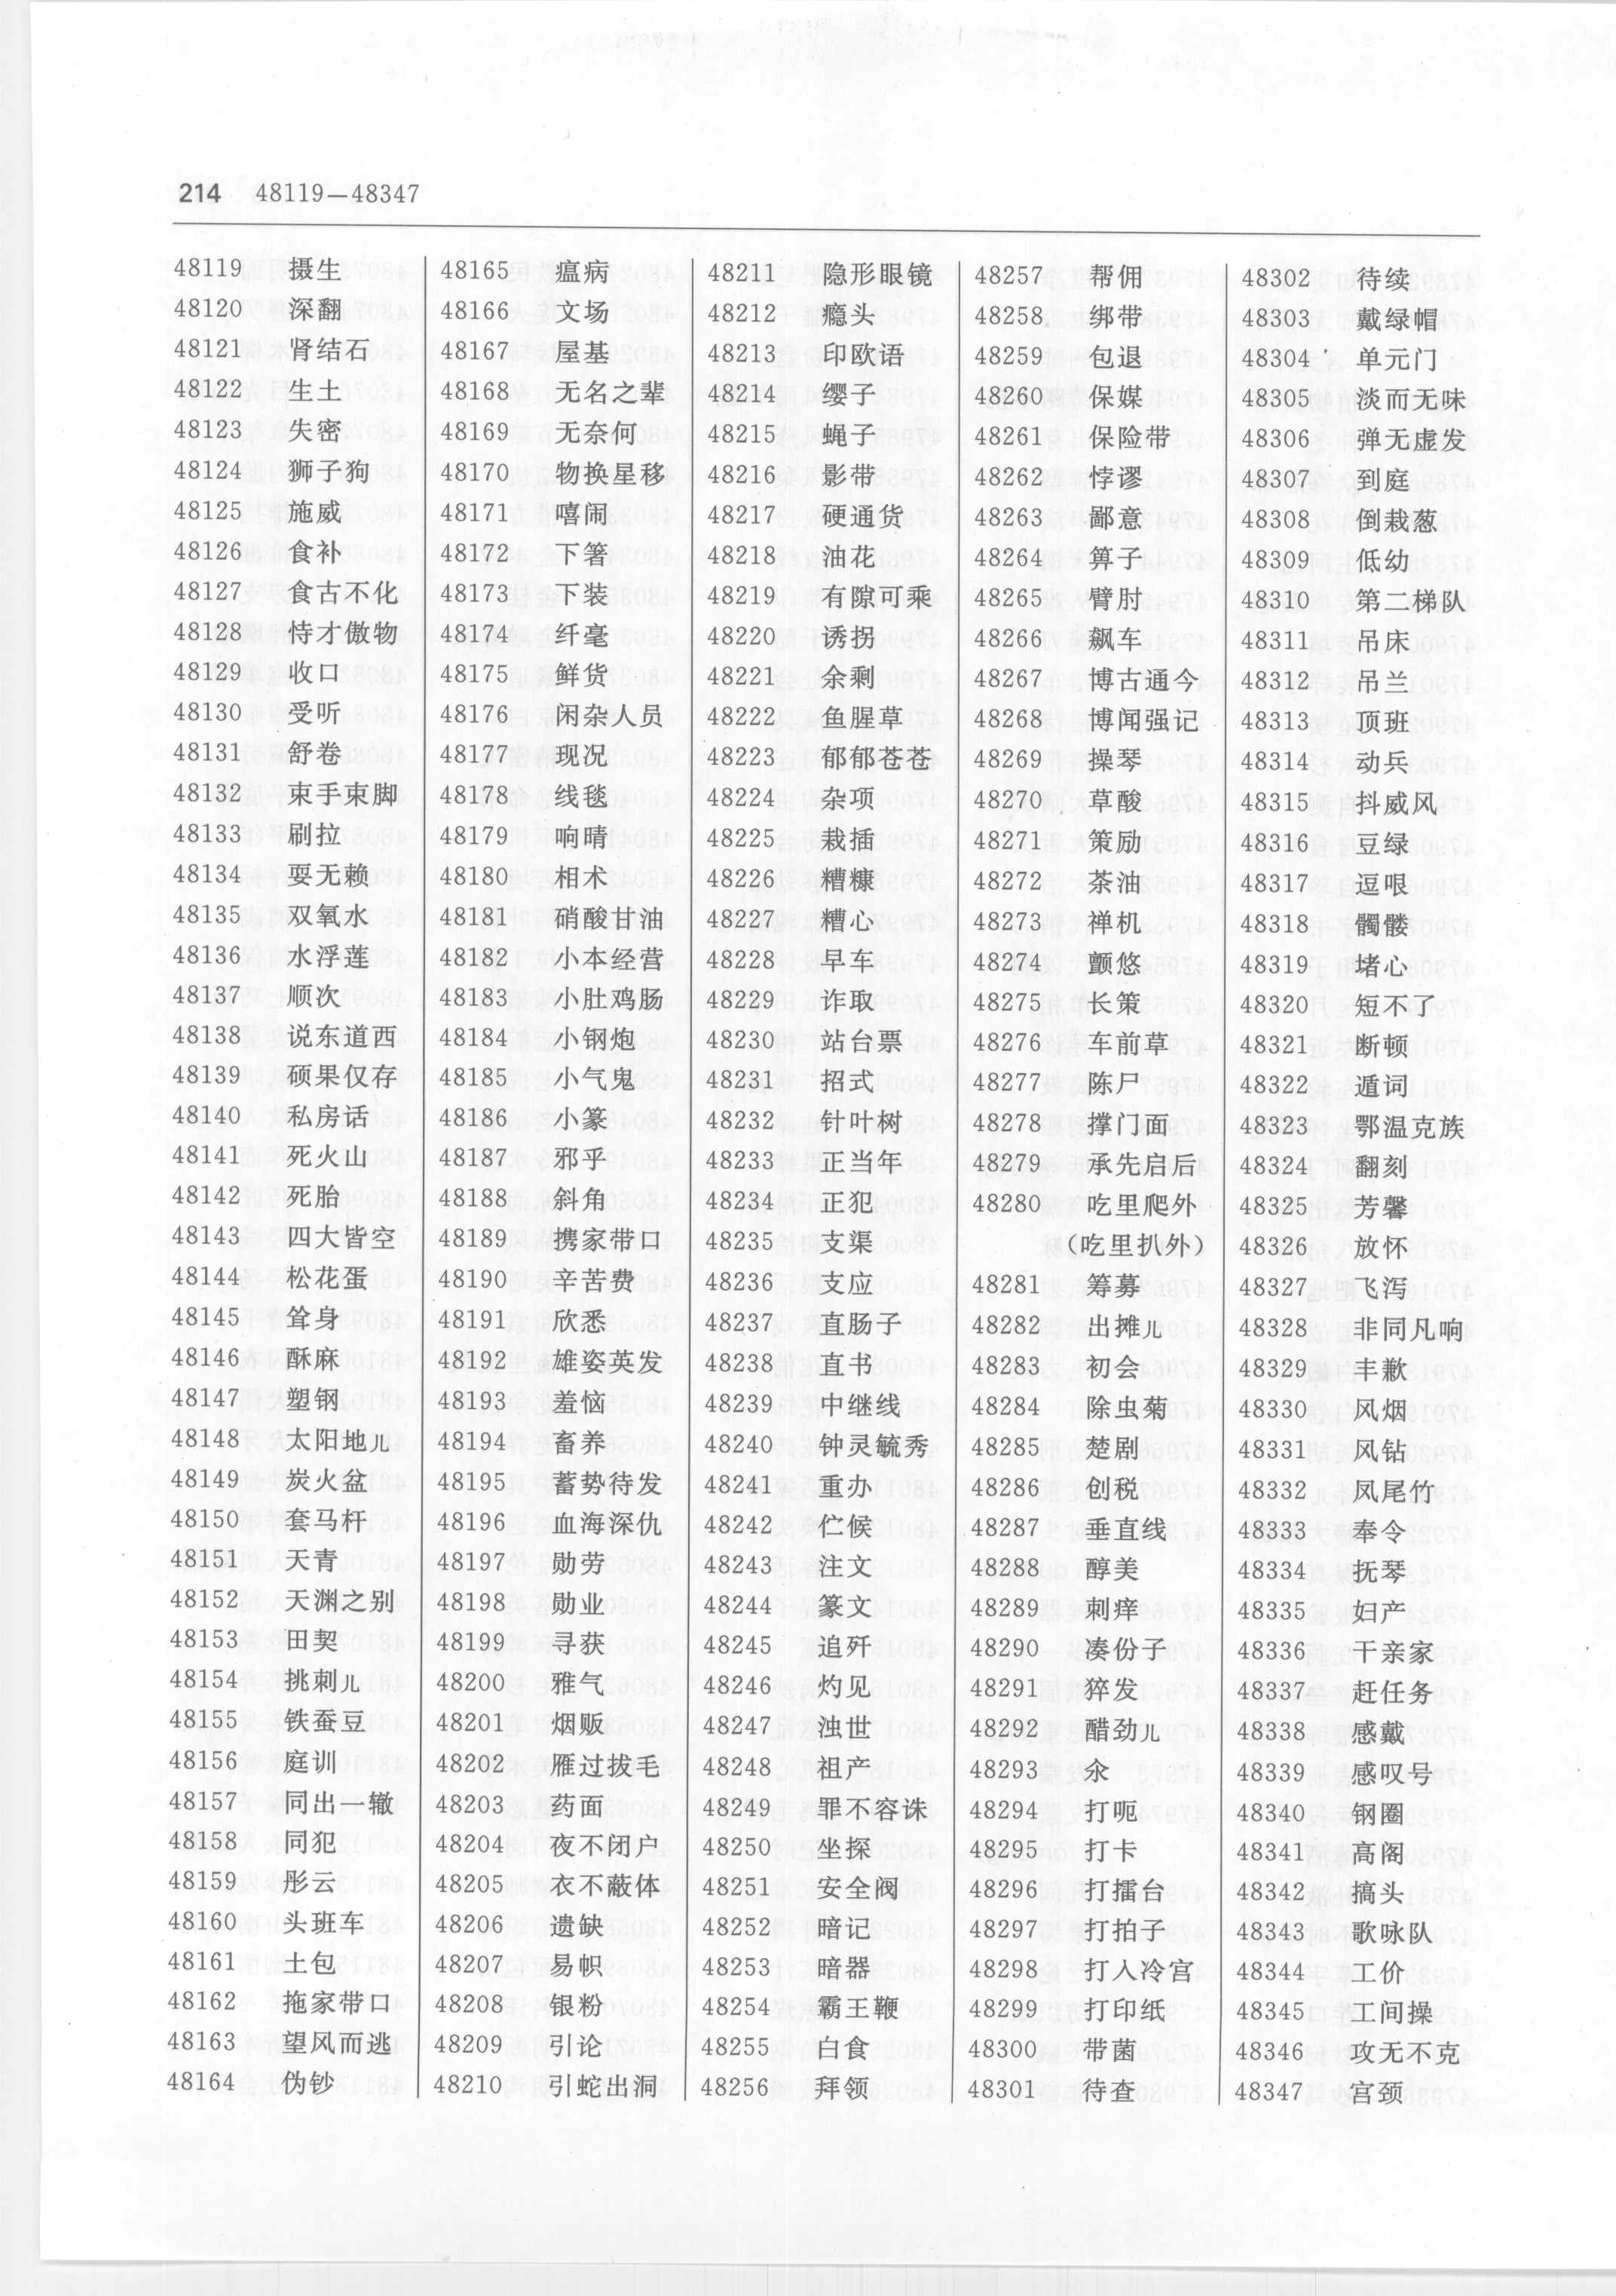 214 48119—48347
48119 摄生
48120 深翻
48121 肾结石
48122 生土
48123 失密
48124 狮子狗
48125 施威
48126 食补
48127 食古不化
48128 恃才傲物
48129 收口
48130 受听
48131 舒卷
48132 束手束脚
48133 刷拉
48134 耍无赖
48135 双氧水
48136 水浮莲
48137 顺次
48138 说东道西
48139 硕果仅存
48140 私房话
48141 死火山
48142 死胎
48143 四大皆空
48144 松花蛋
48145 耸身
48146 酥麻
48147 塑钢
48148 太阳地儿
48149 炭火盆
48150 套马杆
48151 天青
48152 天渊之别
48153 田契
48154 挑刺儿
48155 铁蚕豆
48156 庭训
48157 同出一辙
48158 同犯
48159 彤云
48160 头班车
48161 土包
48162 拖家带口
48163 望风而逃
48164 伪钞
48165 瘟病
48166 文场
48167 屋基
48168 无名之辈
48169 无奈何
48170 物换星移
48171 嘻闹
48172 下箸
48173 下装
48174 纤毫
48175 鲜货
48176 闲杂人员
48177 现况
48178 线毯
48179 响晴
48180 相术
48181 硝酸甘油
48182 小本经营
48183 小肚鸡肠
48184 小钢炮
48185 小气鬼
48186 小篆
48187 邪乎
48188 斜角
48189 携家带口
48190 辛苦费
48191 欣悉
48192 雄姿英发
48193 羞恼
48194 畜养
48195 蓄势待发
48196 血海深仇
48197 勋劳
48198 勋业
48199 寻获
48200 雅气
48201 烟贩
48202 雁过拔毛
48203 药面
48204 夜不闭户
48205 衣不蔽体
48206 遗缺
48207 易帜
48208 银粉
48209 引论
48210 引蛇出洞
48211 隐形眼镜
48212 瘾头
48213 印欧语
48214 缨子
48215 蝇子
48216 影带
48217 硬通货
48218 油花
48219 有隙可乘
48220 诱拐
48221 余剩
48222 鱼腥草
48223 郁郁苍苍
48224 杂项
48225 栽插
48226 糟糠
48227 糟心
48228 早车
48229 诈取
48230 站台票
48231 招式
48232 针叶树
48233 正当年
48234 正犯
48235 支渠
48236 支应
48237 直肠子
48238 直书
48239 中继线
48240 钟灵毓秀
48241 重办
48242 伫候
48243 注文
48244 篆文
48245 追歼
48246 灼见
48247 浊世
48248 祖产
48249 罪不容诛
48250 坐探
48251 安全阀
48252 暗记
48253 暗器
48254 霸王鞭
48255 白食
48256 拜领
48257 帮佣
48258 绑带
48259 包退
48260 保媒
48261 保险带
48262 悖谬
48263 鄙意
48264 箅子
48265 臂肘
48266 飙车
48267 博古通今
48268 博闻强记
48269 操琴
48270 草酸
48271 策励
48272 茶油
48273 禅机
48274 颤悠
48275 长策
48276 车前草
48277 陈尸
48278 撑门面
48279 承先启后
48280 吃里爬外
(吃里扒外)
48281 筹募
48282 出摊儿
48283 初会
48284 除虫菊
48285 楚剧
48286 创税
48287 垂直线
48288 醇美
48289 刺痒
48290 凑份子
48291 猝发
48292 醋劲儿
48293 汆
48294 打呃
48295 打卡
48296 打擂台
48297 打拍子
48298 打入冷宫
48299 打印纸
48300 带菌
48301 待查
48302 待续
48303 戴绿帽
48304 单元门
48305 淡而无味
48306 弹无虚发
48307 到庭
48308 倒栽葱
48309 低幼
48310 第二梯队
48311 吊床
48312 吊兰
48313 顶班
48314 动兵
48315 抖威风
48316 豆绿
48317 逗哏
48318 髑髅
48319 堵心
48320 短不了
48321 断顿
48322 遁词
48323 鄂温克族
48324 翻刻
48325 芳馨
48326 放怀
48327 飞泻
48328 非同凡响
48329 丰歉
48330 风烟
48331 风钻
48332 凤尾竹
48333 奉令
48334 抚琴
48335 妇产
48336 干亲家
48337 赶任务
48338 感戴
48339 感叹号
48340 钢圈
48341 高阁
48342 搞头
48343 歌咏队
48344 工价
48345 工间操
48346 攻无不克
48347 宫颈